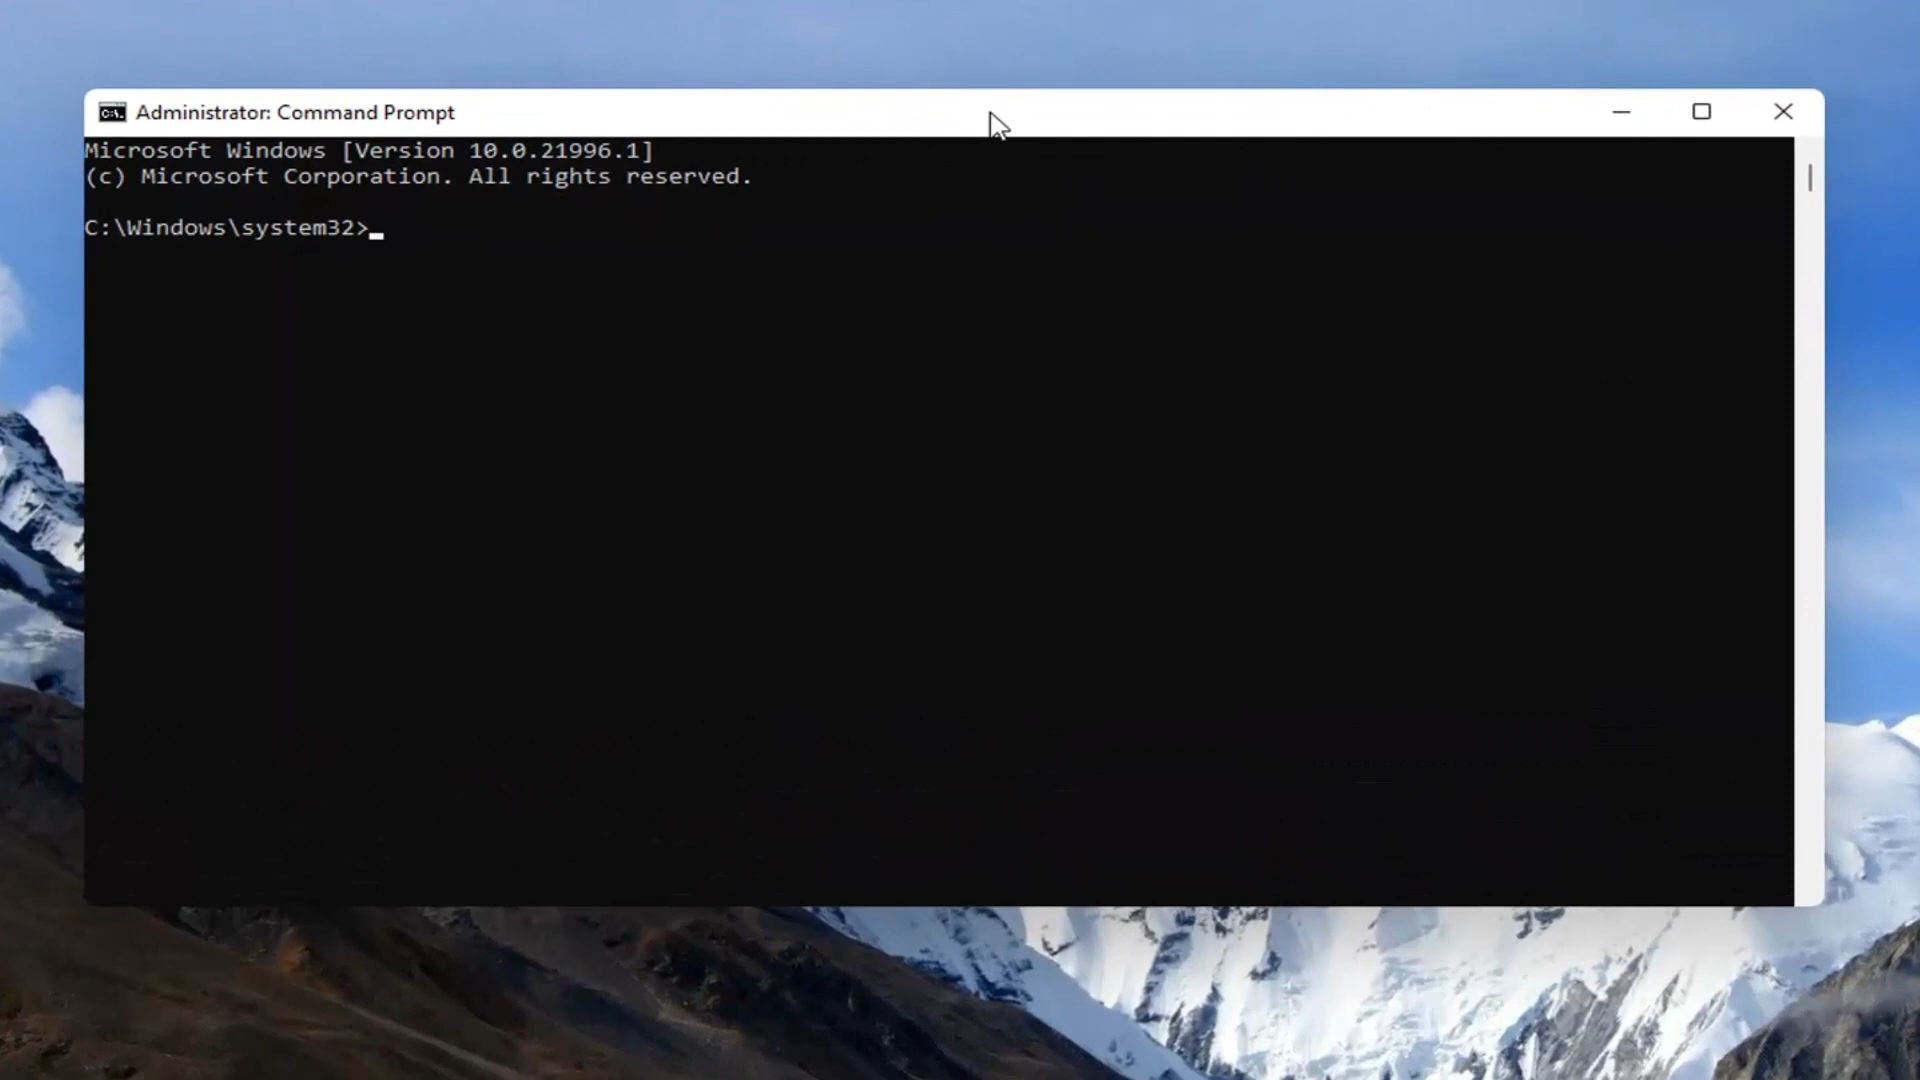 Administrator: Command Prompt
Microsoft Windows [Version 10.0.21996.1]
(c) Microsoft Corporation. All rights reserved.
C:\Windows\system32>